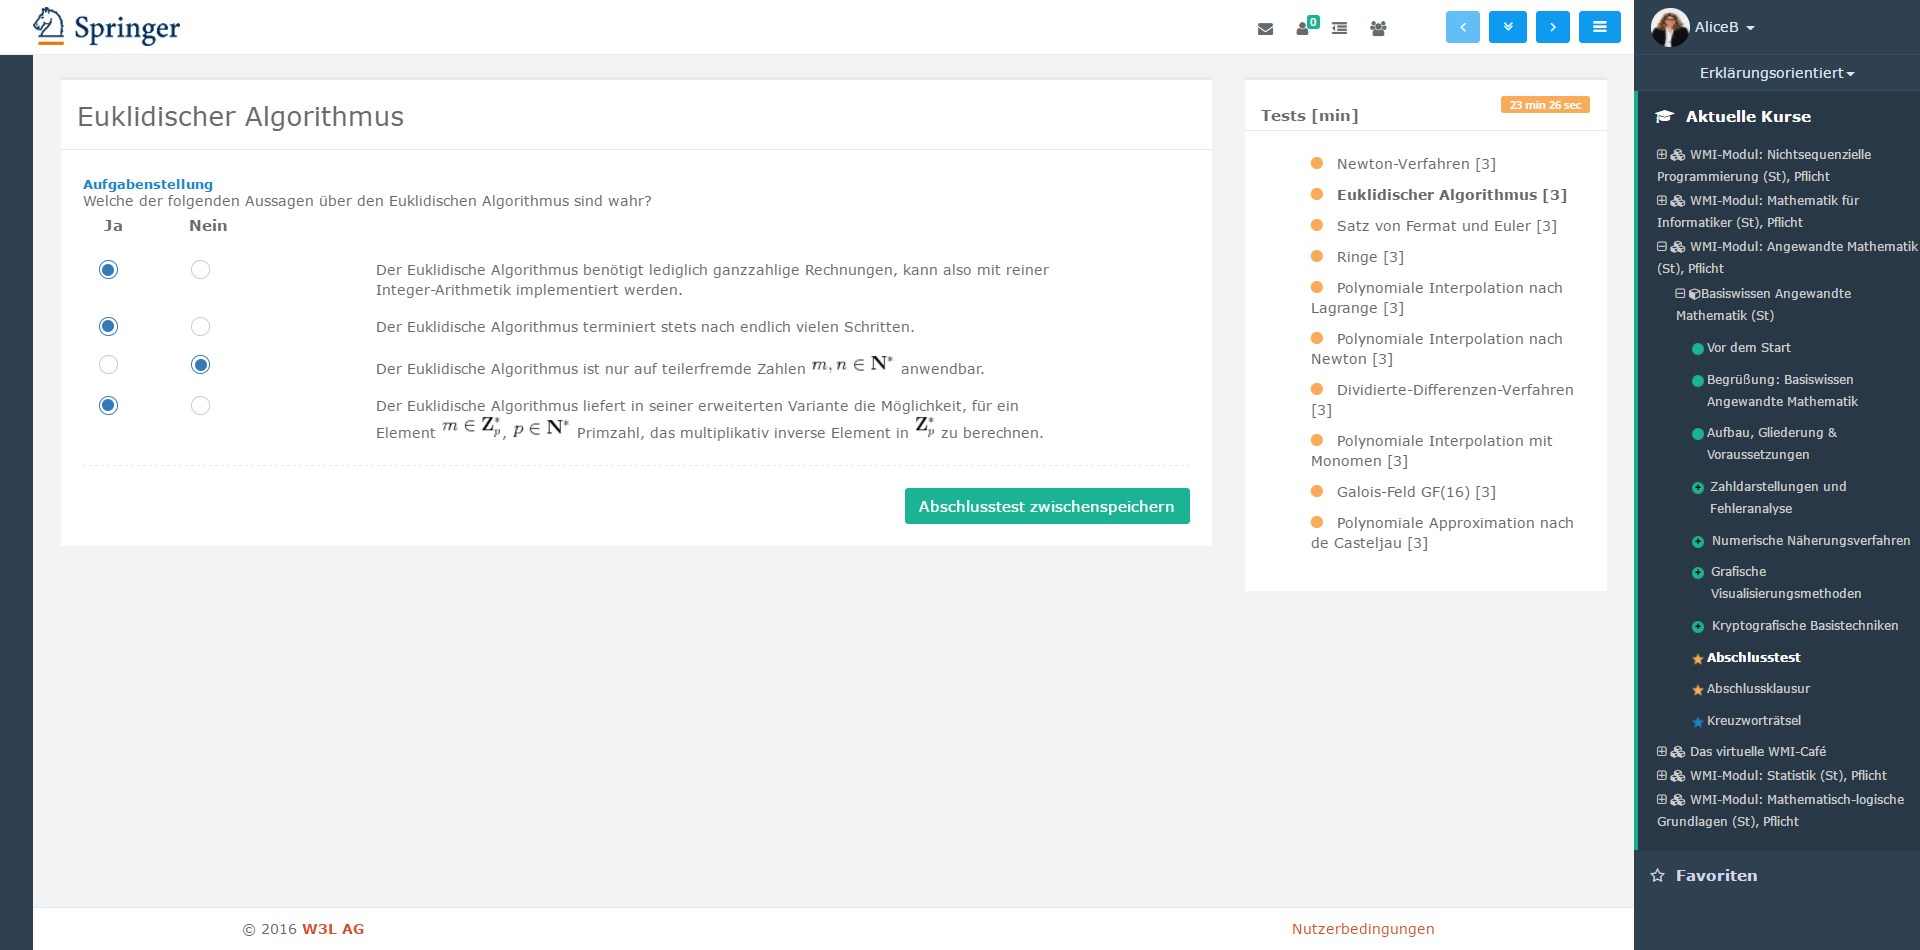 Springer
0
AliceB
Erklärungsorientiert
Euklidischer Algorithmus
Aufgabenstellung
Welche der folgenden Aussagen über den Euklidischen Algorithmus sind wahr?
Ja Nein
Der Euklidische Algorithmus benötigt lediglich ganzzahlige Rechnungen, kann also mit reiner
Integer-Arithmetik implementiert werden.
Der Euklidische Algorithmus terminiert stets nach endlich vielen Schritten.
Der Euklidische Algorithmus ist nur auf teilerfremde Zahlen m, n ∈ N* anwendbar.
Der Euklidische Algorithmus liefert in seiner erweiterten Variante die Möglichkeit, für ein
Element m ∈ Z*p, p ∈ N* Primzahl, das multiplikativ inverse Element in Z*p zu berechnen.
Abschlusstest zwischenspeichern
Tests [min]
23 min 26 sec
Newton-Verfahren [3]
Euklidischer Algorithmus [3]
Satz von Fermat und Euler [3]
Ringe [3]
Polynomiale Interpolation nach
Lagrange [3]
Polynomiale Interpolation nach
Newton [3]
Dividierte-Differenzen-Verfahren
[3]
Polynomiale Interpolation mit
Monomen [3]
Galois-Feld GF(16) [3]
Polynomiale Approximation nach
de Casteljau [3]
Aktuelle Kurse
WMI-Modul: Nichtsequenzielle
Programmierung (St), Pflicht
WMI-Modul: Mathematik für
Informatiker (St), Pflicht
WMI-Modul: Angewandte Mathematik
(St), Pflicht
Basiswissen Angewandte
Mathematik (St)
Vor dem Start
Begrüßung: Basiswissen
Angewandte Mathematik
Aufbau, Gliederung &
Voraussetzungen
Zahldarstellungen und
Fehleranalyse
Numerische Näherungsverfahren
Grafische
Visualisierungsmethoden
Kryptografische Basistechniken
Abschlusstest
Abschlussklausur
Kreuzworträtsel
Das virtuelle WMI-Café
WMI-Modul: Statistik (St), Pflicht
WMI-Modul: Mathematisch-logische
Grundlagen (St), Pflicht
Favoriten
© 2016 W3L AG
Nutzerbedingungen